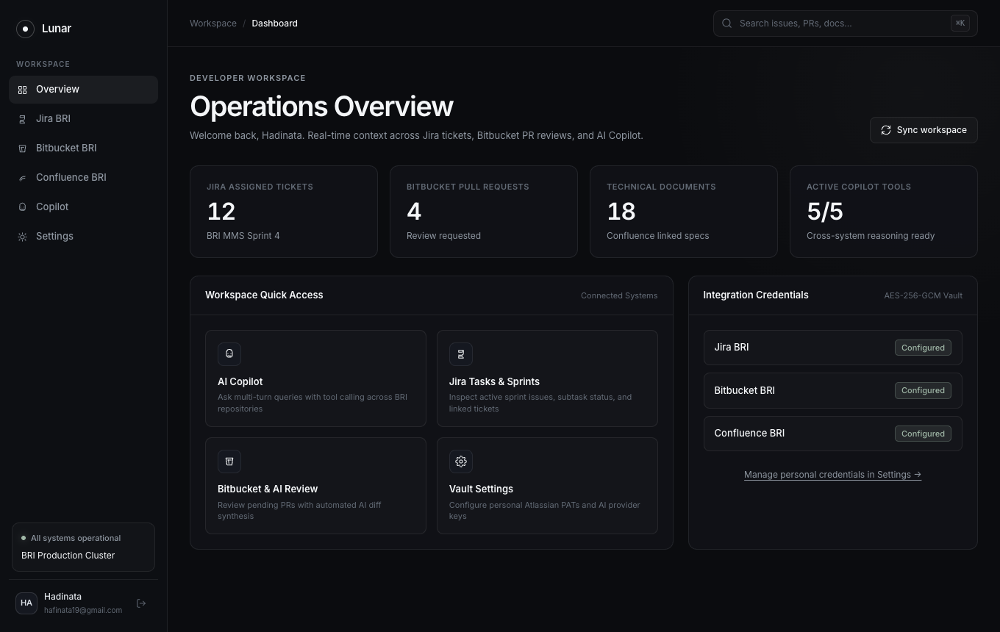 Lunar
WORKSPACE
Overview
Jira BRI
Bitbucket BRI
Confluence BRI
Copilot
Settings
All systems operational
BRI Production Cluster
HA
Hadinata
hafinata19@gmail.com
Workspace / Dashboard
Search issues, PRs, docs...
⌘K
DEVELOPER WORKSPACE
Operations Overview
Welcome back, Hadinata. Real-time context across Jira tickets, Bitbucket PR reviews, and AI Copilot.
Sync workspace
JIRA ASSIGNED TICKETS
12
BRI MMS Sprint 4
BITBUCKET PULL REQUESTS
4
Review requested
TECHNICAL DOCUMENTS
18
Confluence linked specs
ACTIVE COPILOT TOOLS
5/5
Cross-system reasoning ready
Workspace Quick Access
Connected Systems
AI Copilot
Ask multi-turn queries with tool calling across BRI
repositories
Jira Tasks & Sprints
Inspect active sprint issues, subtask status, and
linked tickets
Bitbucket & AI Review
Review pending PRs with automated AI diff
synthesis
Vault Settings
Configure personal Atlassian PATs and AI provider
keys
Integration Credentials
AES-256-GCM Vault
Jira BRI
Configured
Bitbucket BRI
Configured
Confluence BRI
Configured
Manage personal credentials in Settings →